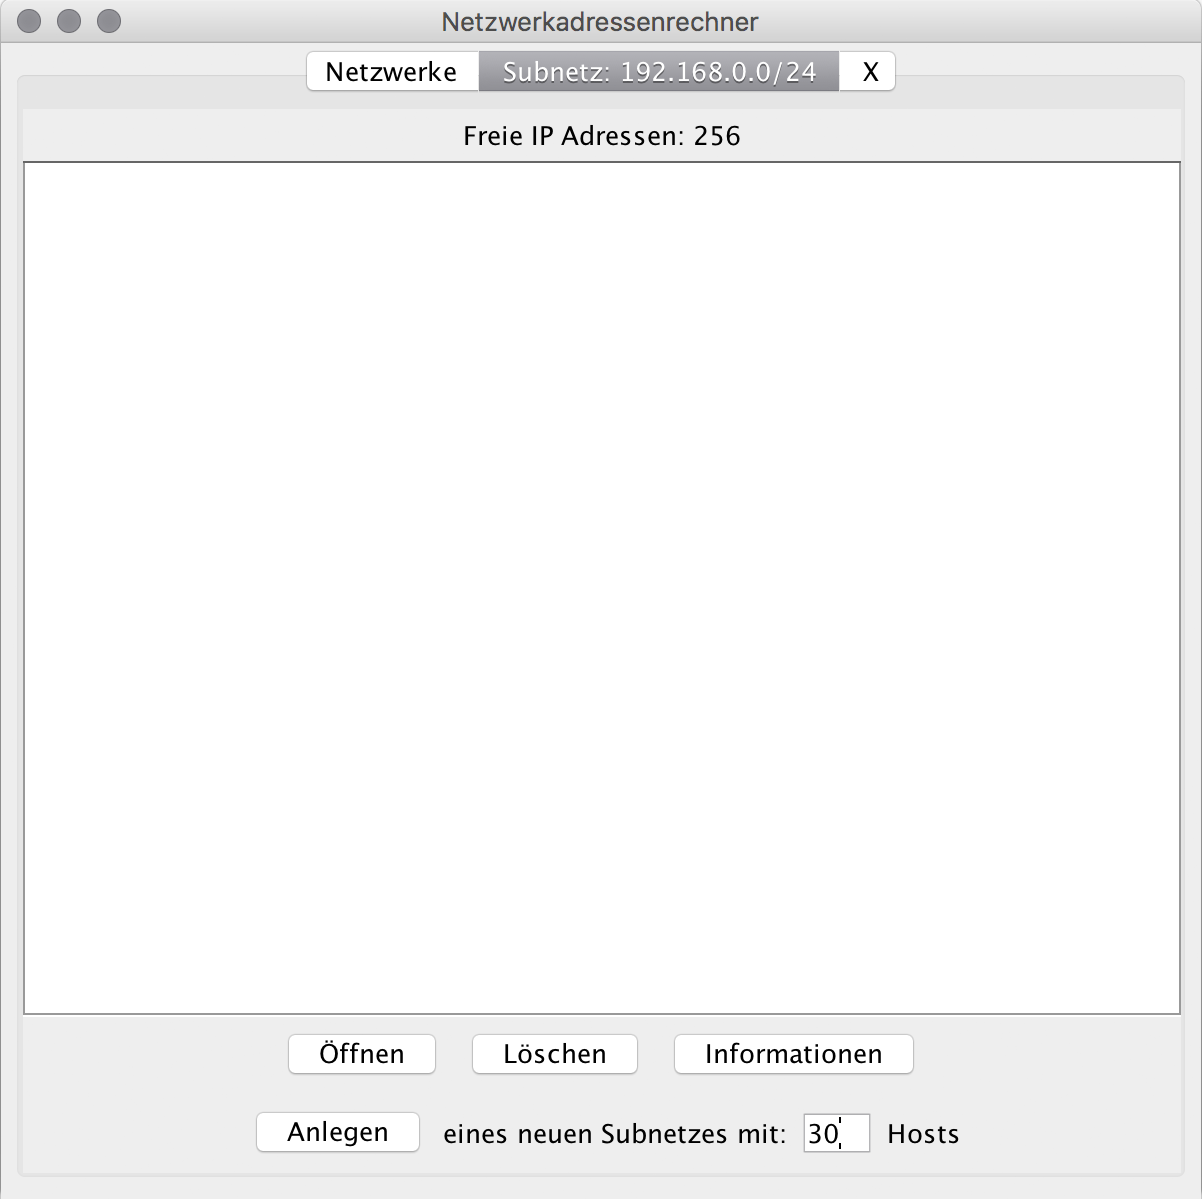 Netzwerkadressenrechner
Netzwerke Subnetz: 192.168.0.0/24 X
Freie IP Adressen: 256
Öffnen Löschen Informationen
Anlegen eines neuen Subnetzes mit: 30 Hosts